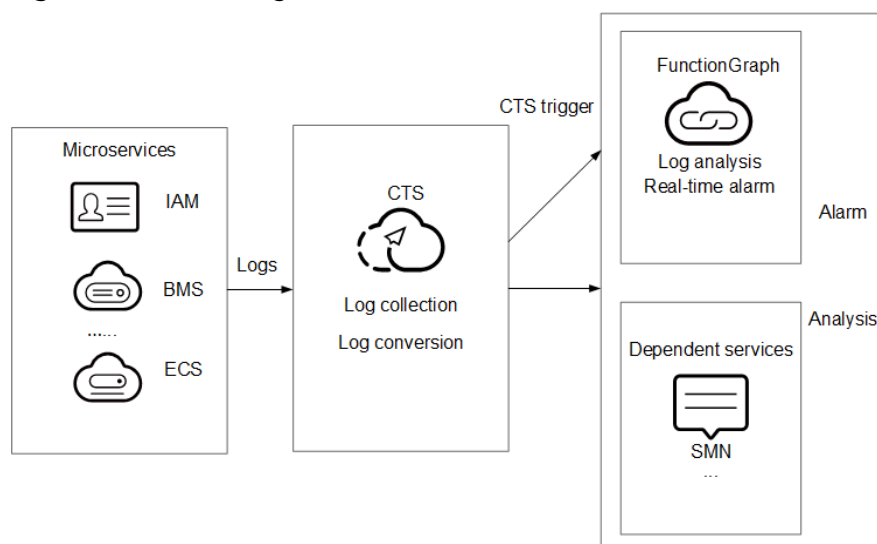 Microservices
IAM
BMS
......
ECS
Logs
CTS
Log collection
Log conversion
CTS trigger
FunctionGraph
Log analysis
Real-time alarm
Alarm
Analysis
Dependent services
SMN
...